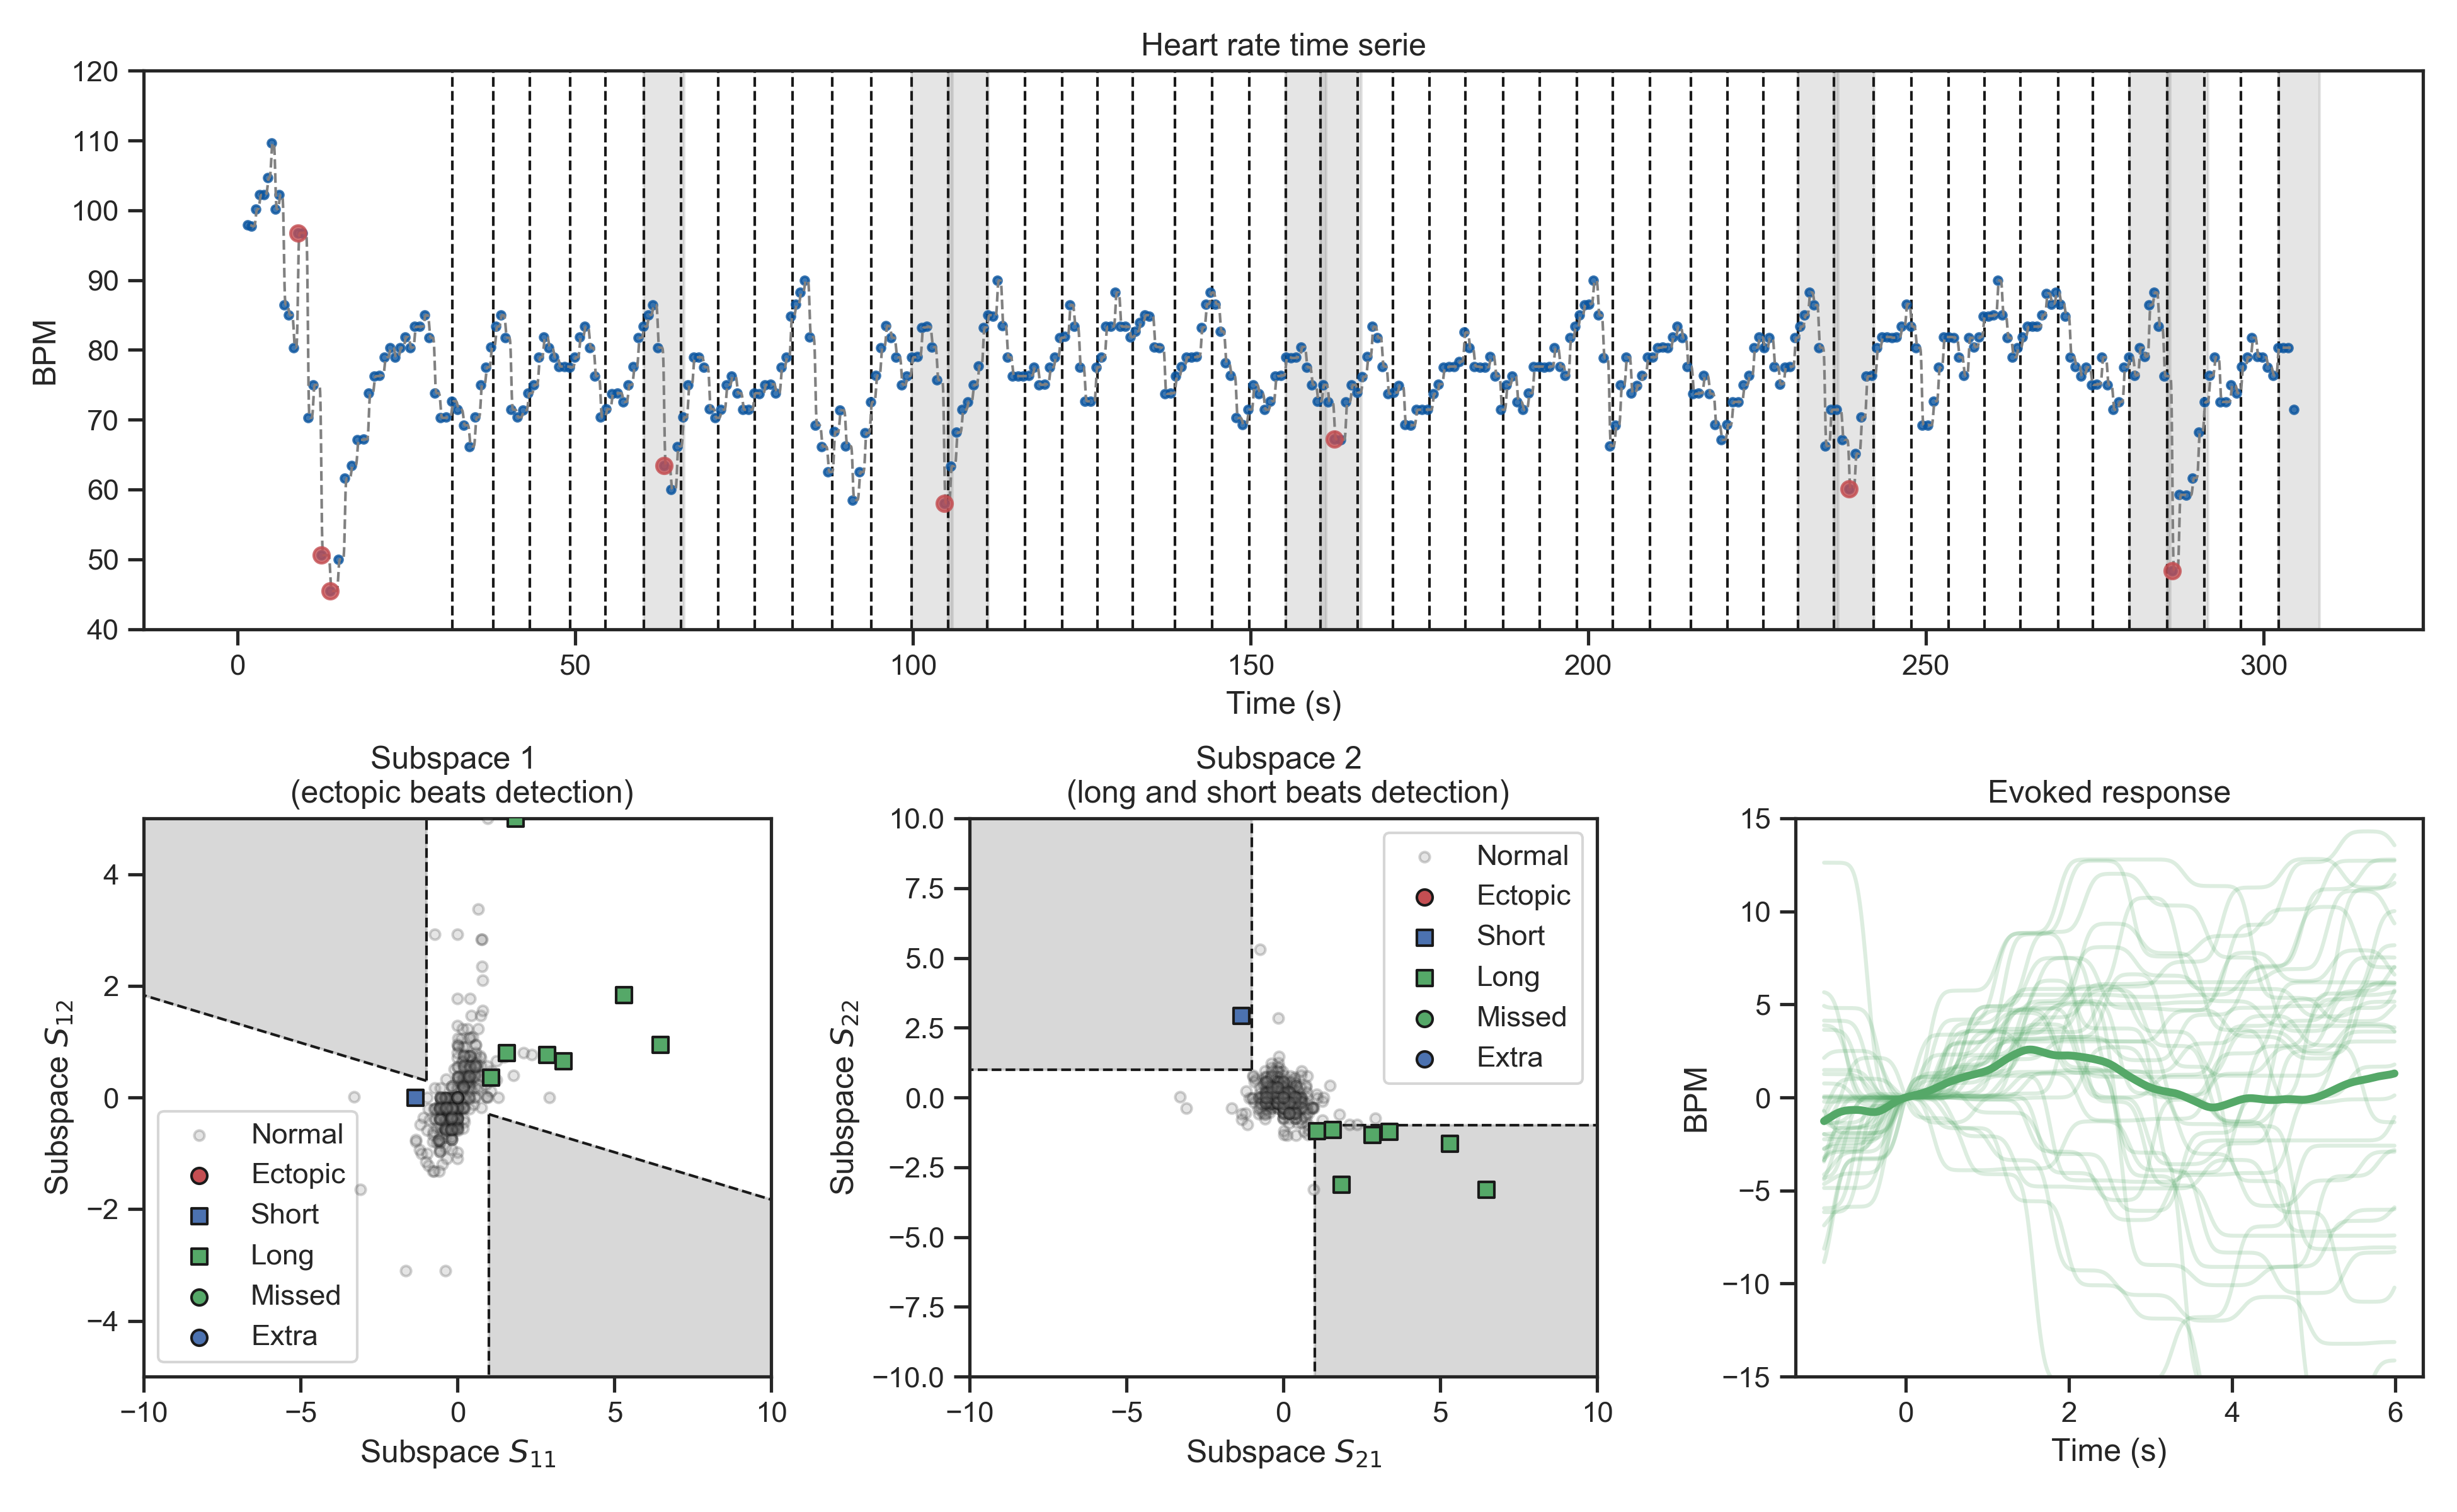 Heart rate time serie
120
110
100
90
80
70
60
50
40
BPM
0 50 100 150 200 250 300
Time (s)
Subspace 1
(ectopic beats detection)
4
2
0
−2
−4
Subspace S12
Normal
Ectopic
Short
Long
Missed
Extra
−10 −5 0 5 10
Subspace S11
Subspace 2
(long and short beats detection)
10.0
7.5
5.0
2.5
0.0
−2.5
−5.0
−7.5
−10.0
Subspace S22
Normal
Ectopic
Short
Long
Missed
Extra
−10 −5 0 5 10
Subspace S21
Evoked response
15
10
5
0
−5
−10
−15
BPM
0 2 4 6
Time (s)